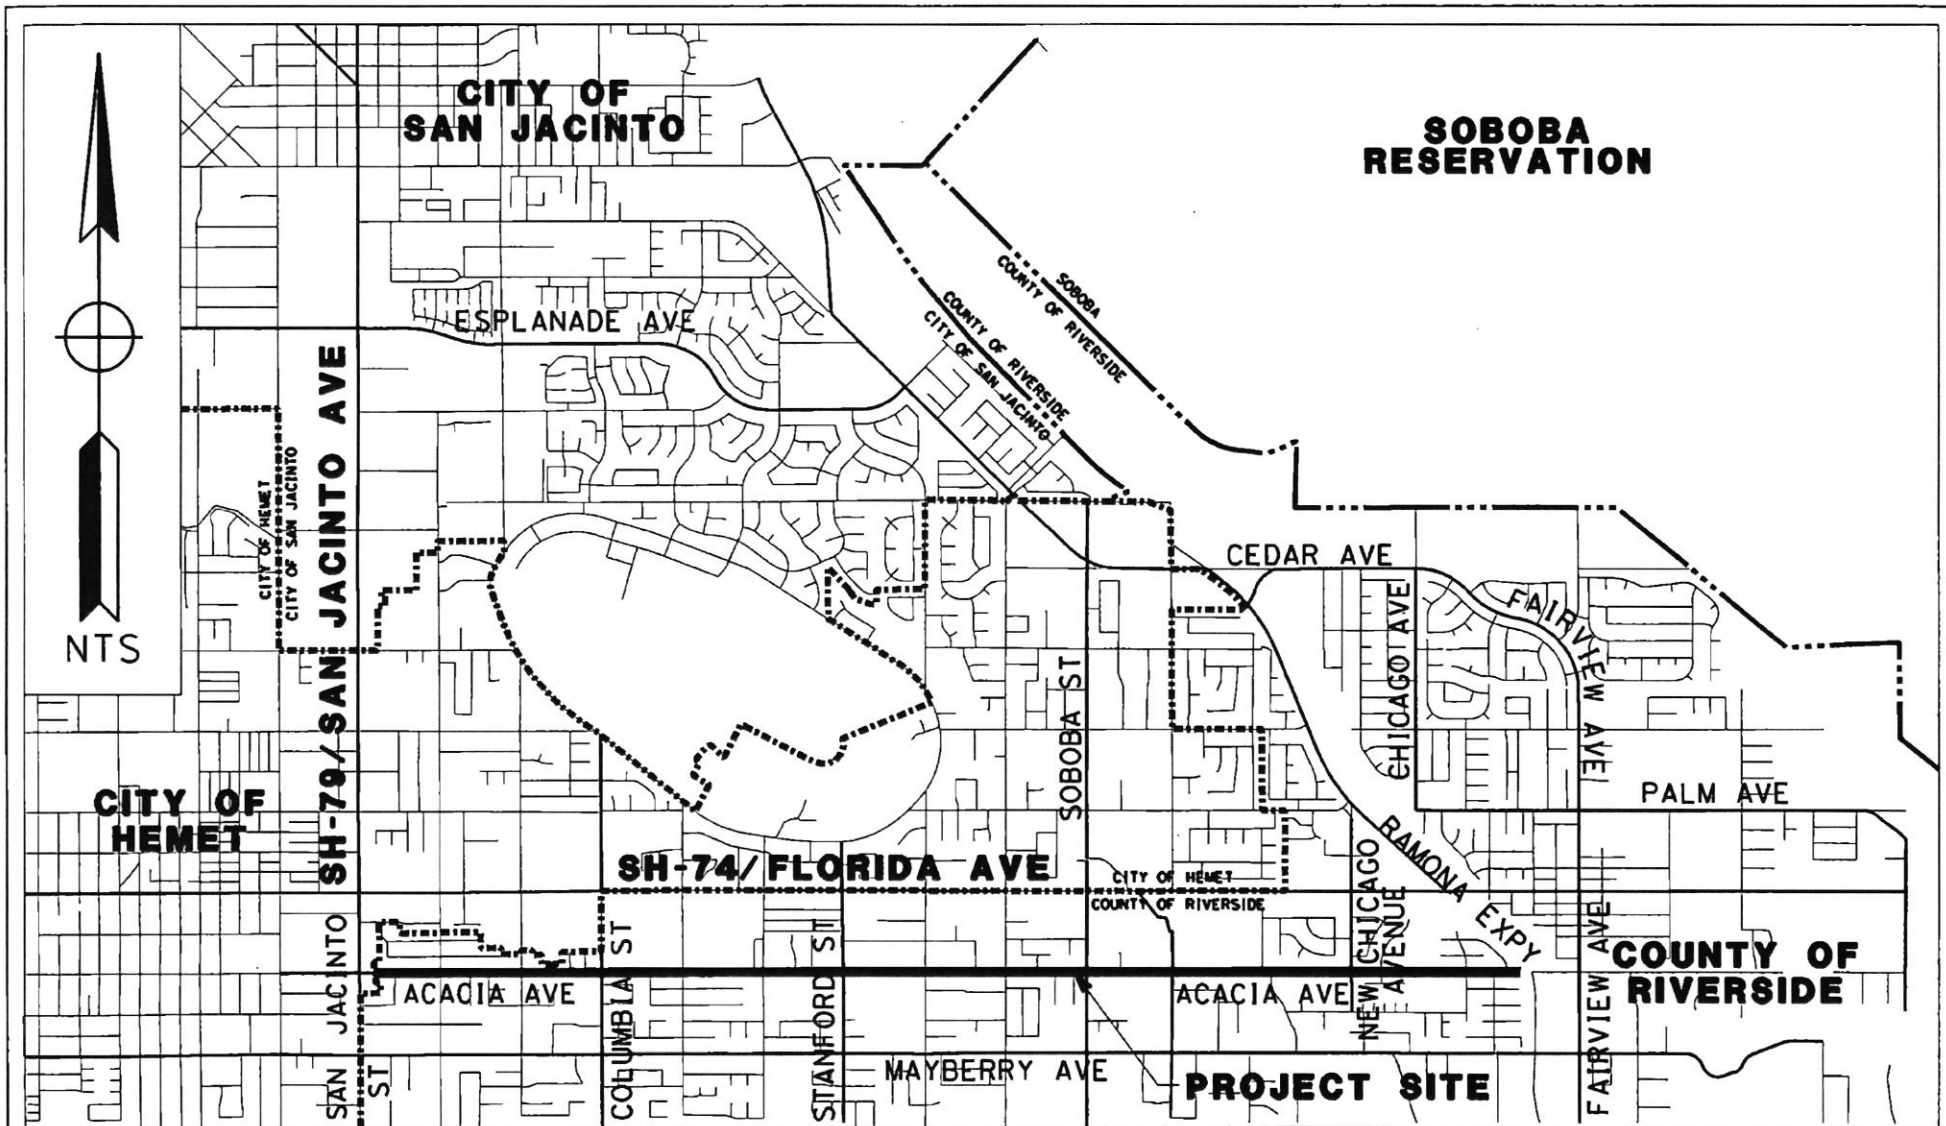 CITY OF
SAN JACINTO
SOBOBA
RESERVATION
NTS
ESPLANADE AVE
SOBOBA
COUNTY OF RIVERSIDE
COUNTY OF RIVERSIDE
CITY OF SAN JACINTO
CITY OF HEMET
CITY OF SAN JACINTO
SH-79/SAN JACINTO AVE
CEDAR AVE
FAIRVIEW AVE
CHICAGO AVE
SOBOBA ST
PALM AVE
CITY OF
HEMET
RAMONA EXPY
SH-74/FLORIDA AVE
CITY OF HEMET
COUNTY OF RIVERSIDE
NEW CHICAGO
AVENUE
SAN JACINTO
ST
COLUMBIA ST
STANFORD ST
FAIRVIEW AVE
COUNTY OF
RIVERSIDE
ACACIA AVE
ACACIA AVE
MAYBERRY AVE
PROJECT SITE